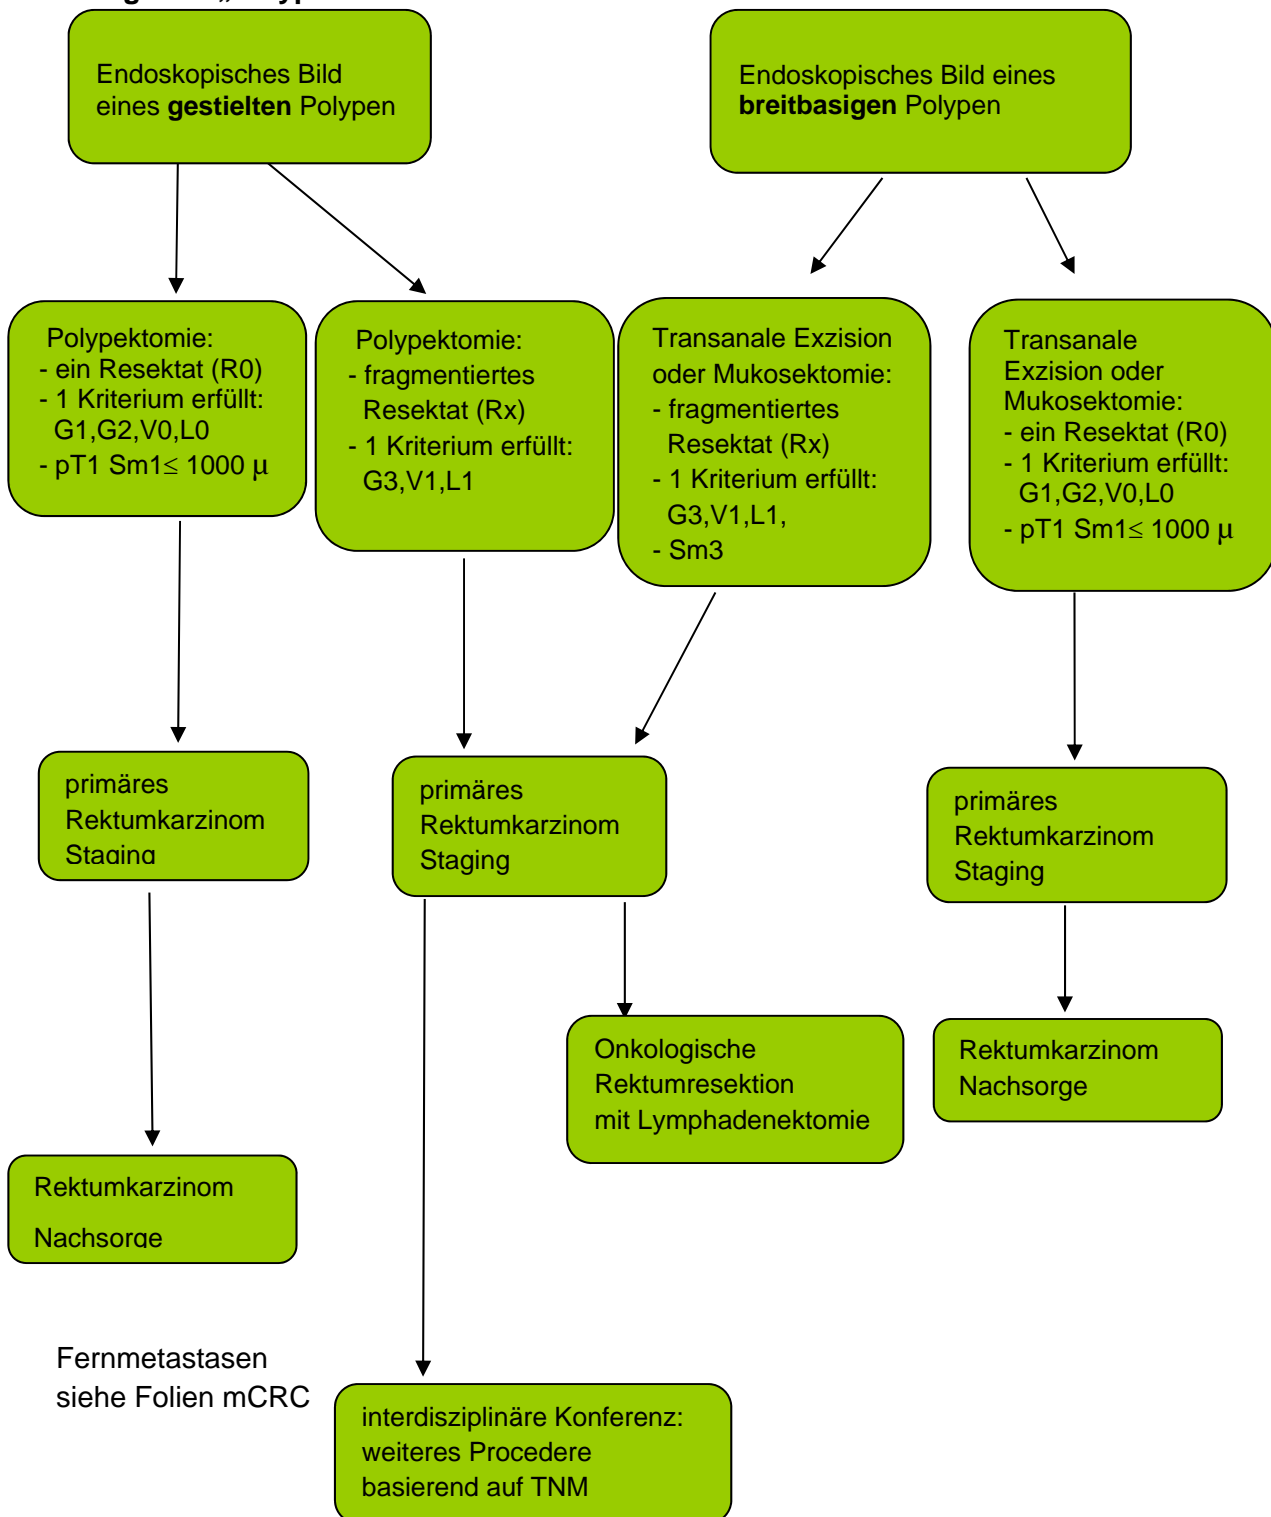 Endoskopisches Bild
eines gestielten Polypen
Endoskopisches Bild eines
breitbasigen Polypen
Polypektomie:
- ein Resektat (R0)
- 1 Kriterium erfüllt:
G1,G2,V0,L0
- pT1 Sm1≤ 1000 μ
Polypektomie:
- fragmentiertes
Resektat (Rx)
- 1 Kriterium erfüllt:
G3,V1,L1
Transanale Exzision
oder Mukosektomie:
- fragmentiertes
Resektat (Rx)
- 1 Kriterium erfüllt:
G3,V1,L1,
- Sm3
Transanale
Exzision oder
Mukosektomie:
- ein Resektat (R0)
- 1 Kriterium erfüllt:
G1,G2,V0,L0
- pT1 Sm1≤ 1000 μ
primäres
Rektumkarzinom
Staging
primäres
Rektumkarzinom
Staging
primäres
Rektumkarzinom
Staging
Onkologische
Rektumresektion
mit Lymphadenektomie
Rektumkarzinom
Nachsorge
Rektumkarzinom
Nachsorge
Fernmetastasen
siehe Folien mCRC
interdisziplinäre Konferenz:
weiteres Procedere
basierend auf TNM